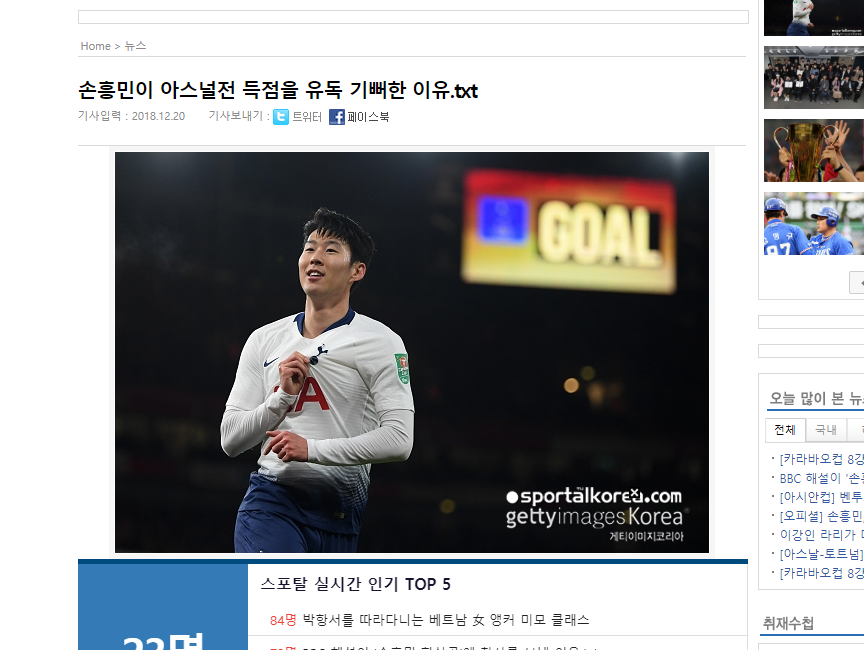 Home > 뉴스
손흥민이 아스널전 득점을 유독 기뻐한 이유.txt
기사입력 : 2018.12.20 기사보내기 : 트위터 페이스북
GOAL
AIA
sportalkorea.com
gettyimagesKorea
게티이미지코리아
스포탈 실시간 인기 TOP 5
84명 박항서를 따라다니는 베트남 女 앵커 미모 클래스
97
오늘 많이 본 뉴스
전체 국내
· [카라바오컵 8강
· BBC 해설이 '손흥
· [아시안컵] 벤투
· [오피셜] 손흥민,
· 이강인 라리가
· [아스날-토트넘]
· [카라바오컵 8강
취재수첩